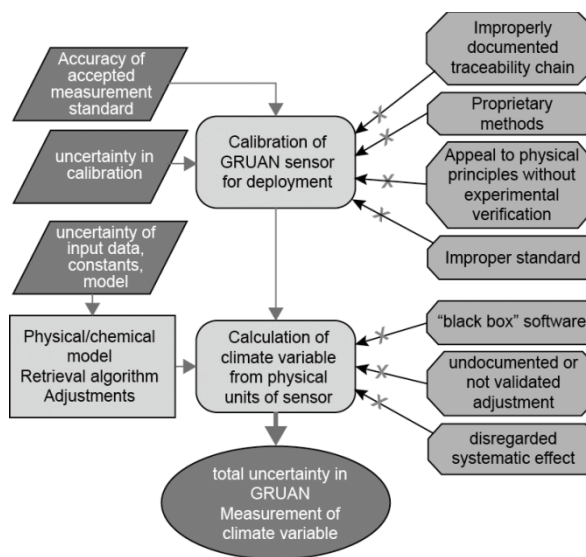 Accuracy of
accepted
measurement
standard
uncertainty in
calibration
uncertainty of
input data,
constants,
model
Physical/chemical
model
Retrieval algorithm
Adjustments
Calibration of
GRUAN sensor
for deployment
Calculation of
climate variable
from physical
units of sensor
total uncertainty in
GRUAN
Measurement of
climate variable
Improperly
documented
traceability chain
Proprietary
methods
Appeal to physical
principles without
experimental
verification
Improper standard
“black box” software
undocumented or
not validated
adjustment
disregarded
systematic effect